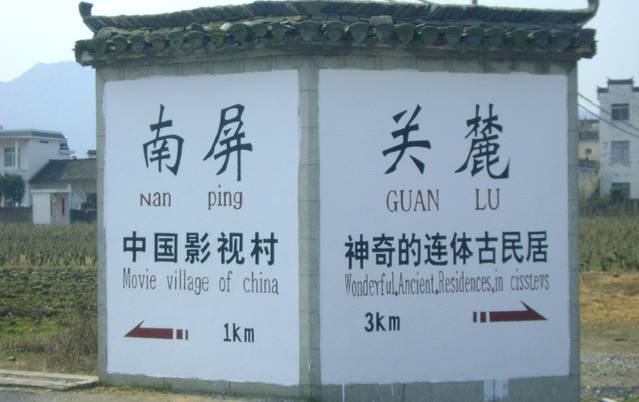 南屏
Nan ping
中国影视村
Movie village of china
1km
关麓
GUAN LU
神奇的连体古民居
Wonderful,Ancient,Residences,in cisstevs
3km